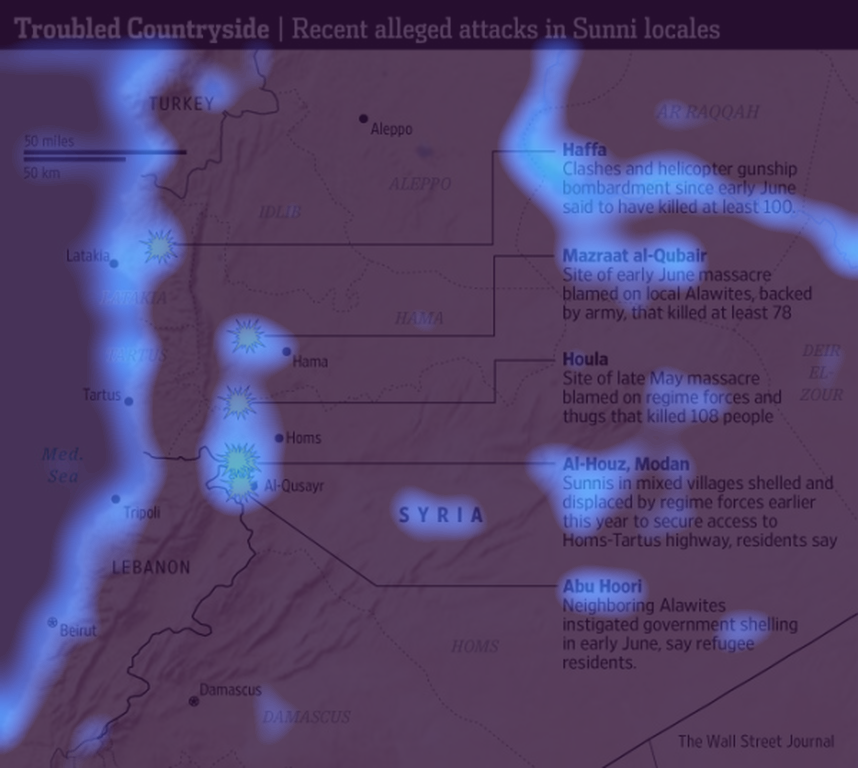 Troubled Countryside | Recent alleged attacks in Sunni locales
TURKEY
50 miles
50 km
Aleppo
AR RAQQAH
ALEPPO
IDLIB
Haffa
Clashes and helicopter gunship
bombardment since early June
said to have killed at least 100.
Latakia
LATAKIA
Mazraat al-Qubair
Site of early June massacre
blamed on local Alawites, backed
by army, that killed at least 78
HAMA
TARTUS
Hama
Houla
Site of late May massacre
blamed on regime forces and
thugs that killed 108 people
DEIR
EL-
ZOUR
Tartus
Homs
Med.
Sea
Al-Houz, Modan
Sunnis in mixed villages shelled and
displaced by regime forces earlier
this year to secure access to
Homs-Tartus highway, residents say
Al-Qusayr
Tripoli
SYRIA
LEBANON
Abu Hoori
Neighboring Alawites
instigated government shelling
in early June, say refugee
residents.
Beirut
HOMS
Damascus
DAMASCUS
The Wall Street Journal